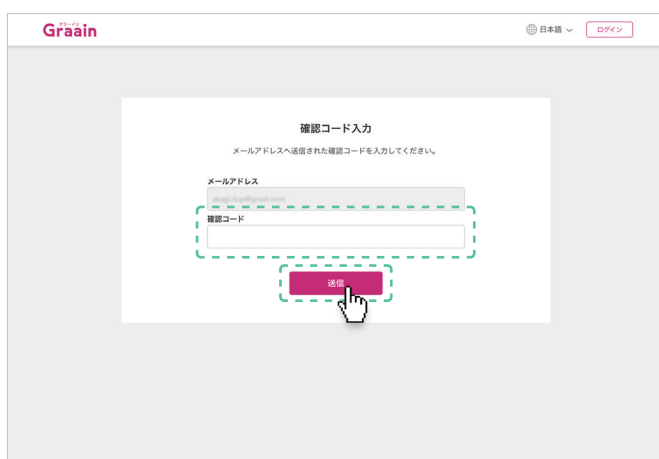 グラーイン
Graain
日本語
ログイン
確認コード入力
メールアドレスへ送信された確認コードを入力してください。
メールアドレス
確認コード
送信